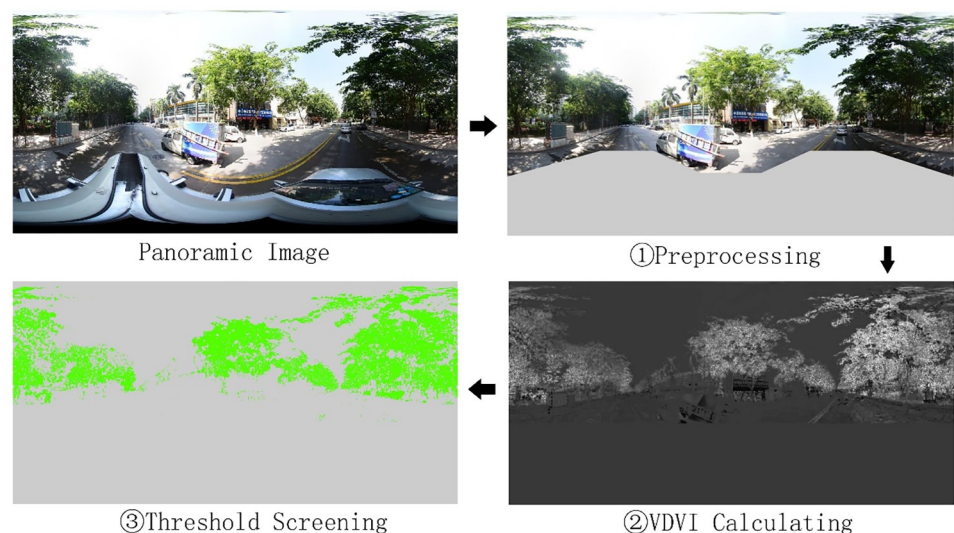 Panoramic Image
①Preprocessing
③Threshold Screening
②VDVI Calculating